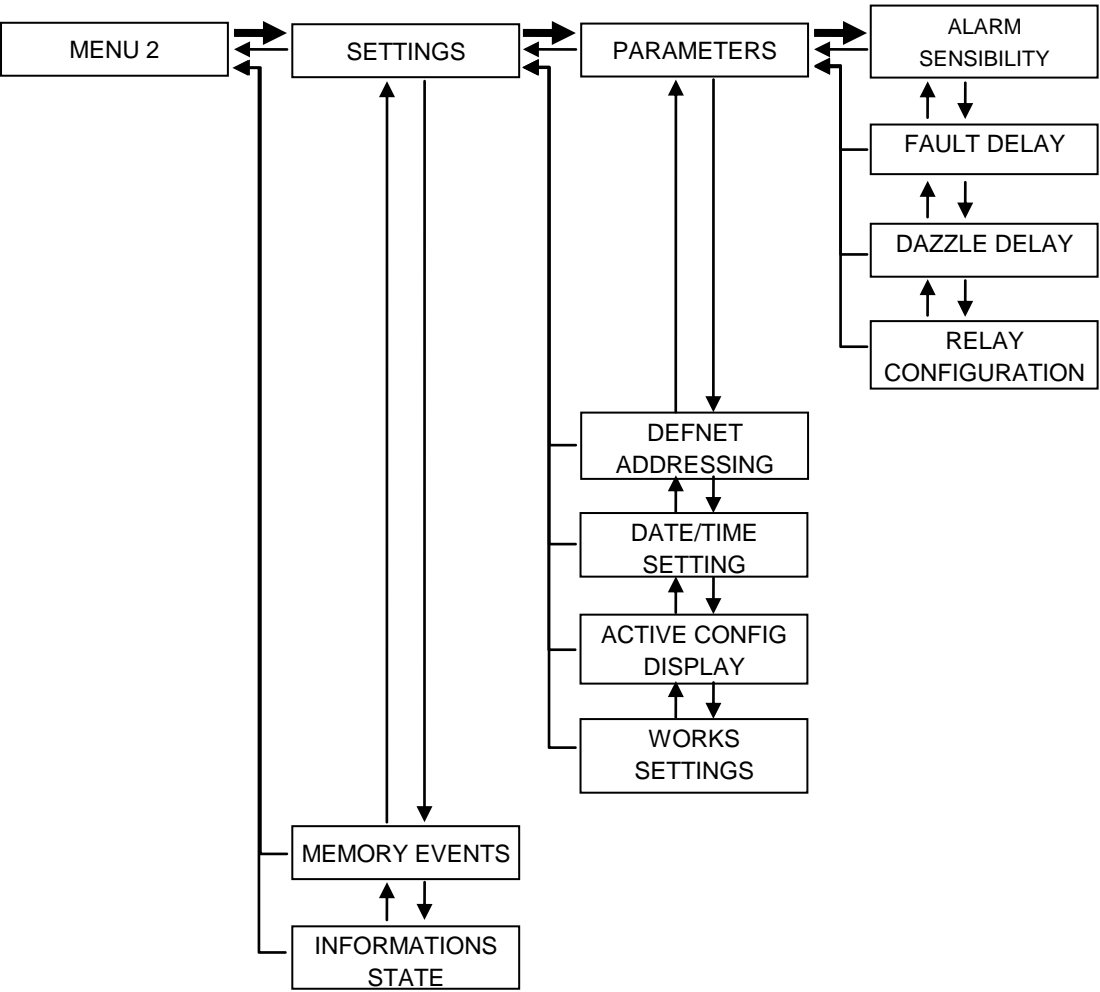 MENU 2
SETTINGS
PARAMETERS
ALARM
SENSIBILITY
FAULT DELAY
DAZZLE DELAY
RELAY
CONFIGURATION
DEFNET
ADDRESSING
DATE/TIME
SETTING
ACTIVE CONFIG
DISPLAY
WORKS
SETTINGS
MEMORY EVENTS
INFORMATIONS
STATE